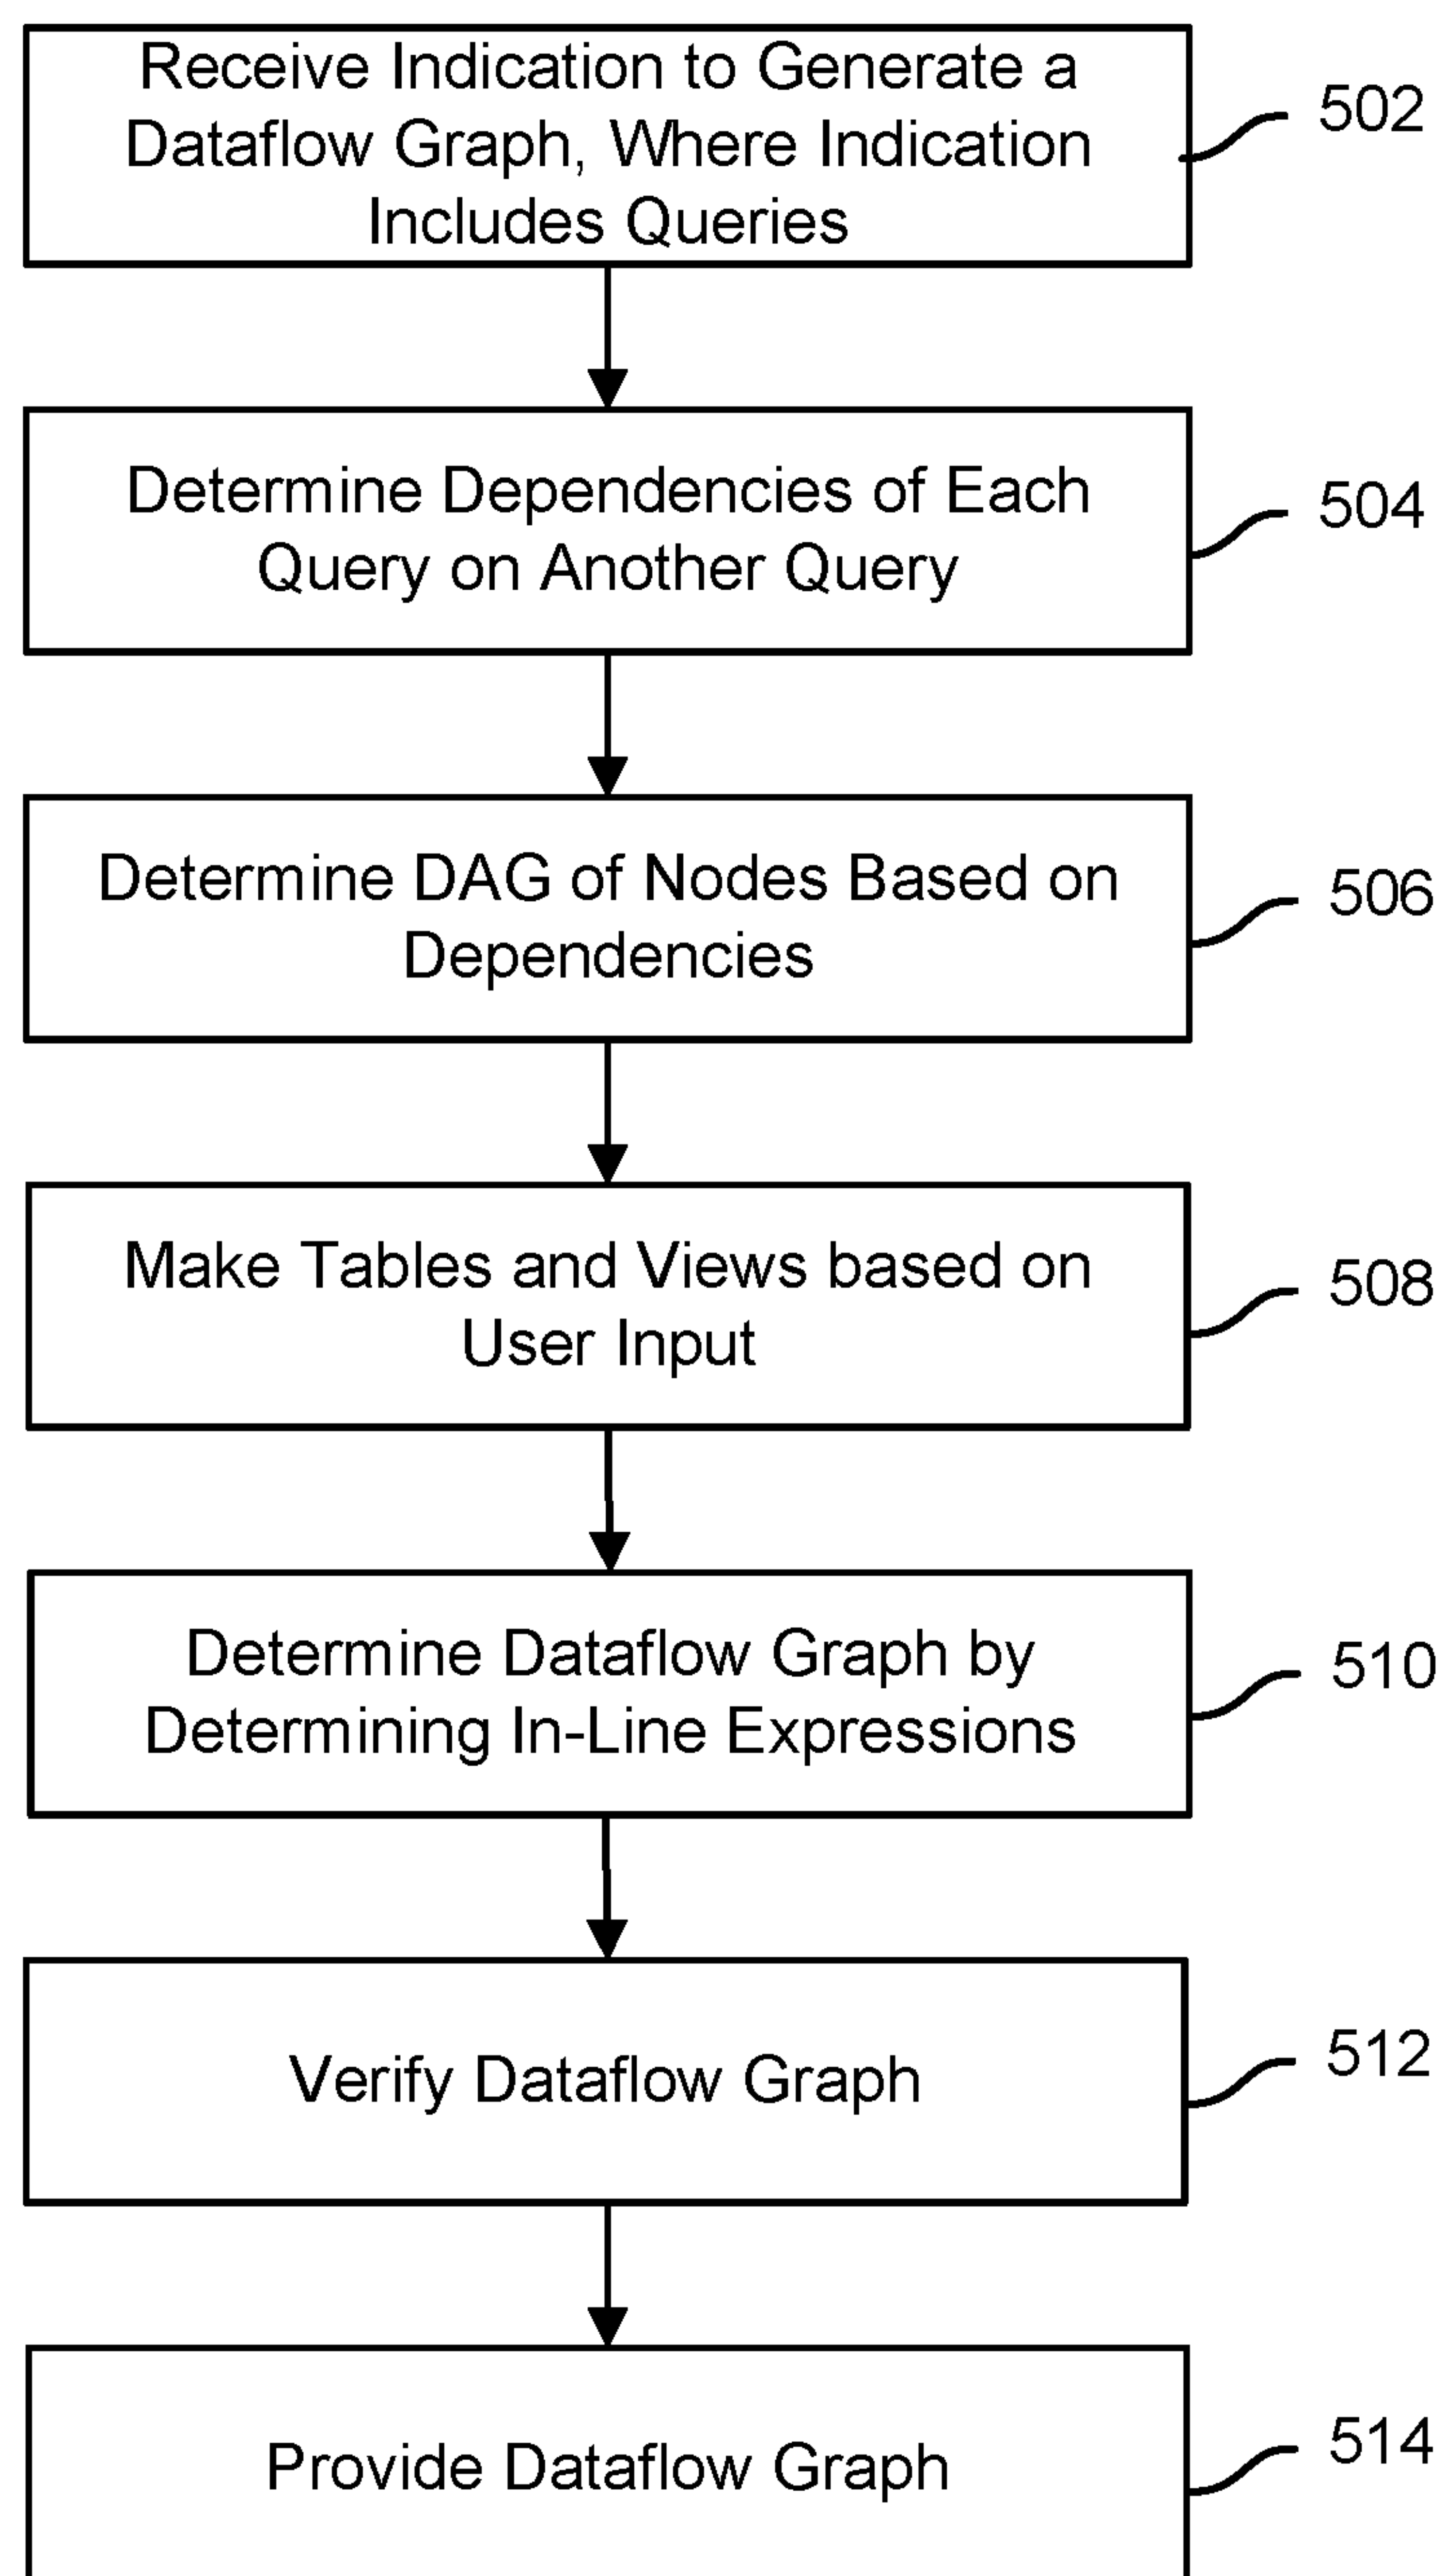 Receive Indication to Generate a
Dataflow Graph, Where Indication
Includes Queries
502
Determine Dependencies of Each
Query on Another Query
504
Determine DAG of Nodes Based on
Dependencies
506
Make Tables and Views based on
User Input
508
Determine Dataflow Graph by
Determining In-Line Expressions
510
Verify Dataflow Graph
512
Provide Dataflow Graph
514